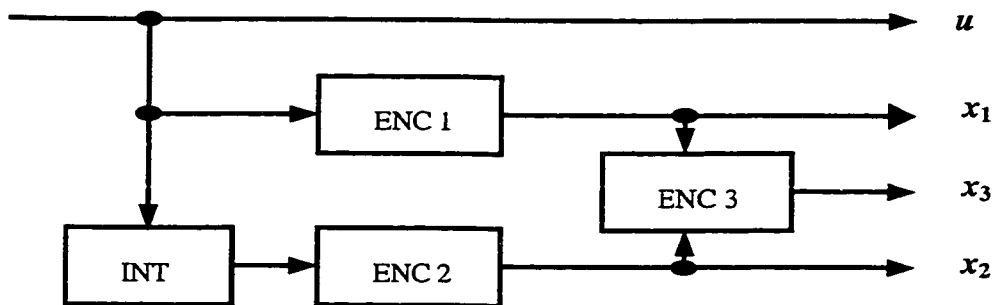 u
ENC 1
x₁
ENC 3
x₃
INT
ENC 2
x₂